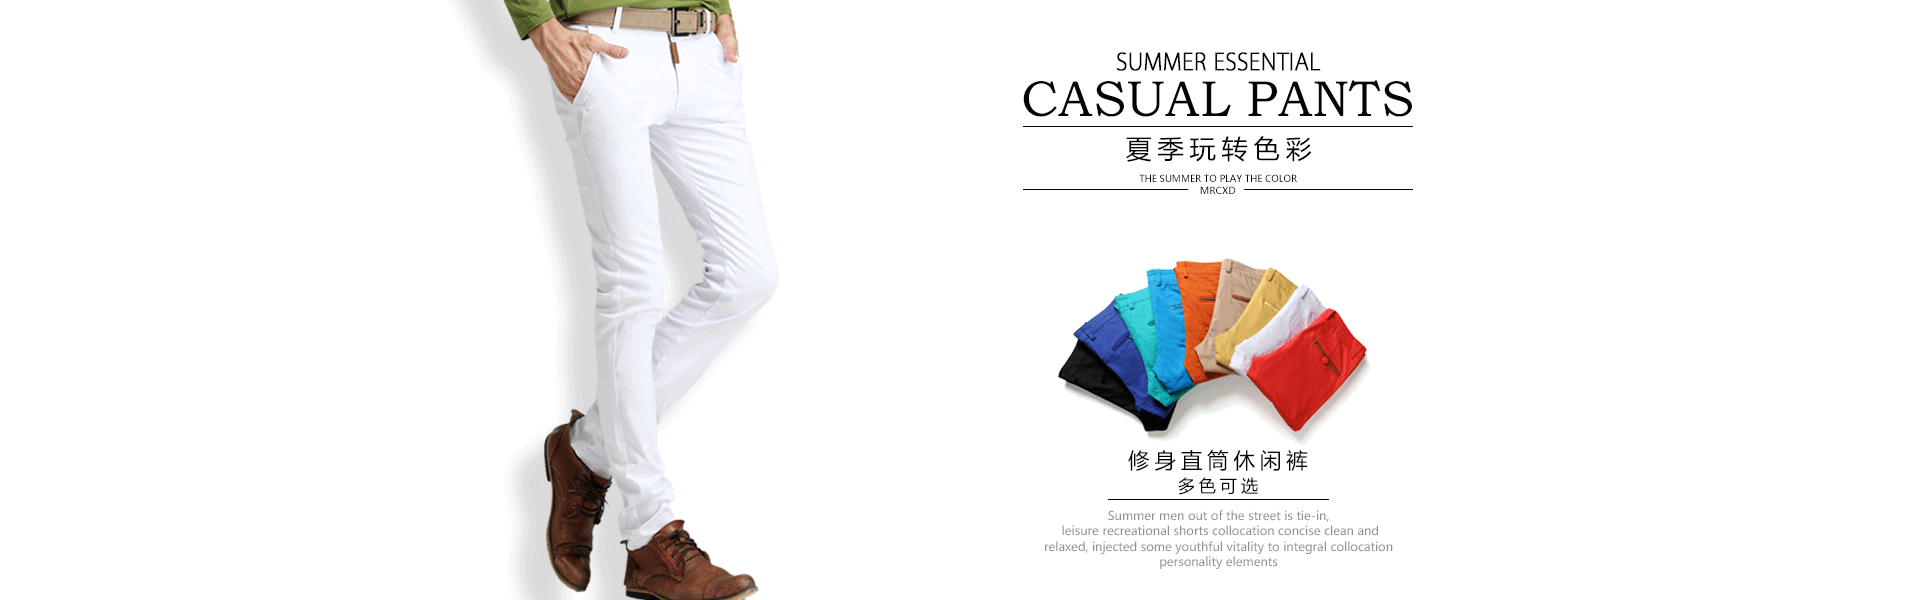 SUMMER ESSENTIAL
CASUAL PANTS
夏季玩转色彩
THE SUMMER TO PLAY THE COLOR
MRCXD
修身直筒休闲裤
多色可选
Summer men out of the street is tie-in,
leisure recreational shorts collocation concise clean and
relaxed, injected some youthful vitality to integral collocation
personality elements